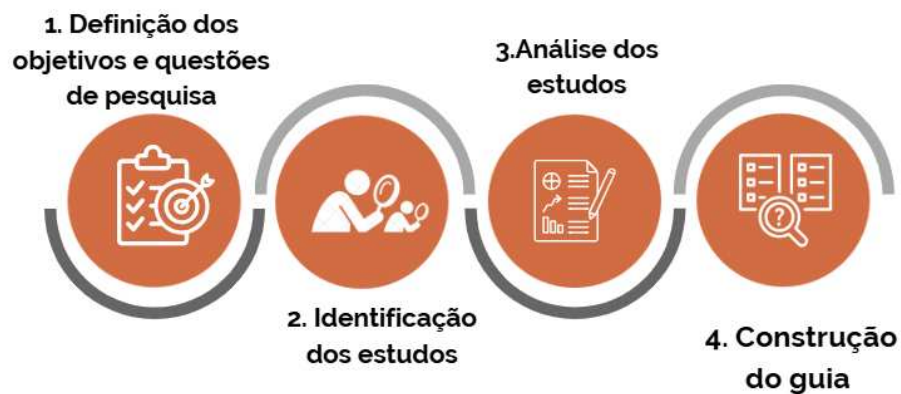 1. Definição dos
objetivos e questões
de pesquisa
2. Identificação
dos estudos
3.Análise dos
estudos
4. Construção
do guia
?